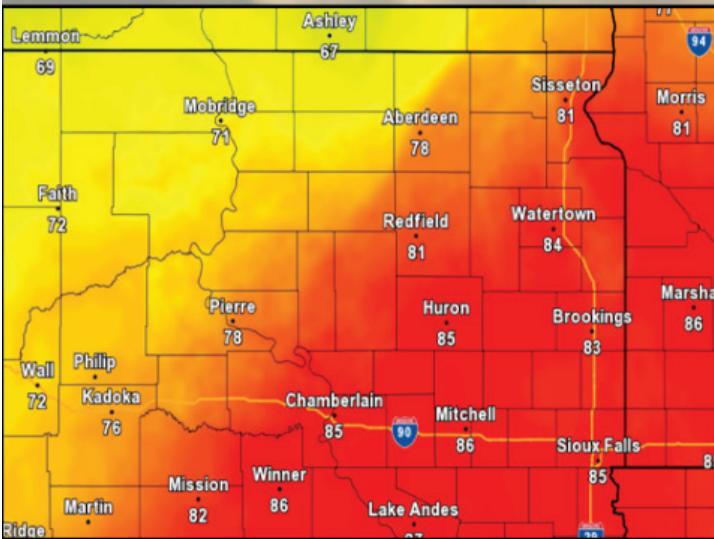 Ashley
67
Lemmon
69
94
Sisseton
81
Morris
81
Mobridge
71
Aberdeen
78
Faith
72
Redfield
81
Watertown
84
Pierre
78
Huron
85
Brookings
83
Marsha
86
Wall
72
Philip
Kadoka
76
Chamberlain
85
90
Mitchell
86
Sioux Falls
85
8
Mission
82
Winner
86
Martin
Lake Andes
Ridge